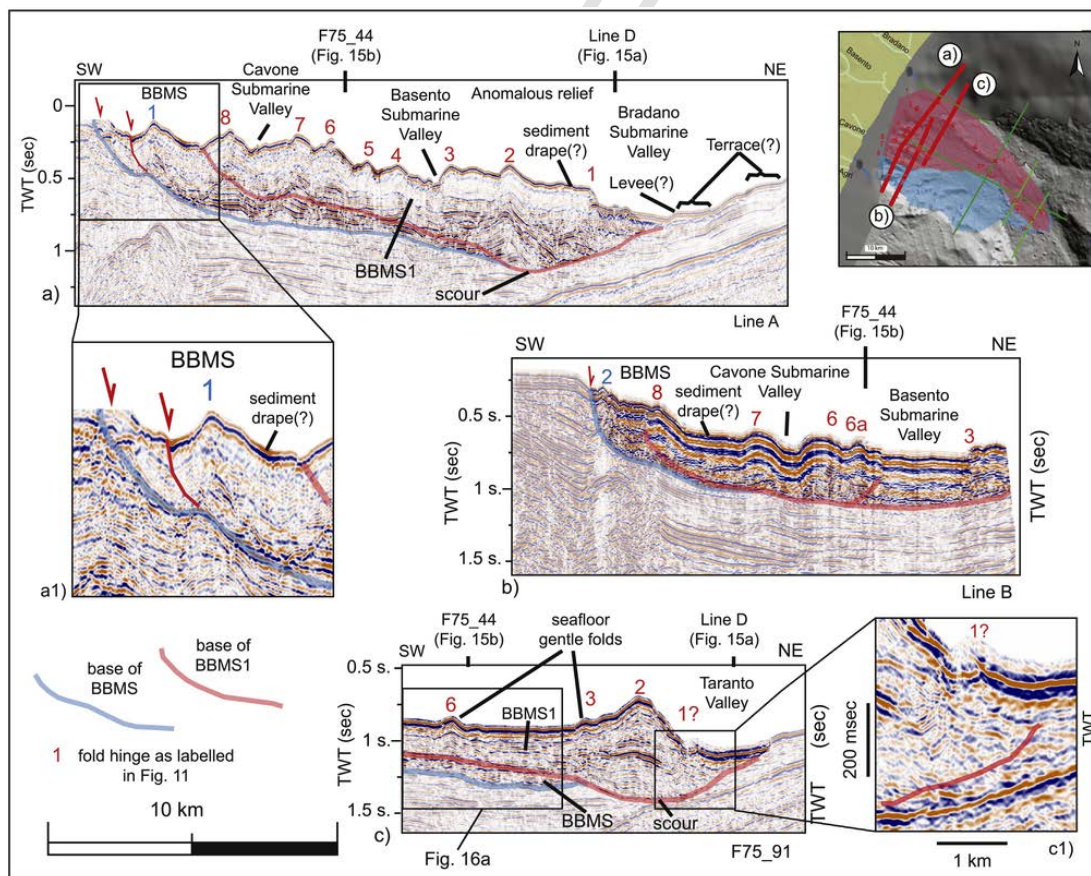 F75_44
(Fig. 15b)
Line D
(Fig. 15a)
SW
NE
BBMS
1
8
Cavone
Submarine
Valley
7
6
5
4
Basento
Submarine
Valley
3
Anomalous relief
2
sediment
drape(?)
1
Bradano
Submarine
Valley
Levee(?)
Terrace(?)
0
0.5
1
TWT (sec)
BBMS1
scour
a)
Line A
Bradano
Basento
Cavone
Agri
N
a)
c)
b)
10 km
BBMS
1
sediment
drape(?)
a1)
F75_44
(Fig. 15b)
SW
NE
BBMS
2
8
sediment
drape(?)
7
Cavone Submarine
Valley
6
6a
Basento
Submarine
Valley
3
0.5
1 s.
1.5 s.
TWT (sec)
TWT (sec)
b)
Line B
base of
BBMS
base of
BBMS1
1 fold hinge as labelled
in Fig. 11
10 km
F75_44
(Fig. 15b)
seafloor
gentle folds
Line D
(Fig. 15a)
SW
NE
6
3
2
1?
Taranto
Valley
BBMS1
BBMS
scour
0.5 s.
1 s.
1.5 s.
TWT (sec)
TWT (sec)
c)
Fig. 16a
F75_91
1?
200 msec
TWT
1 km
c1)